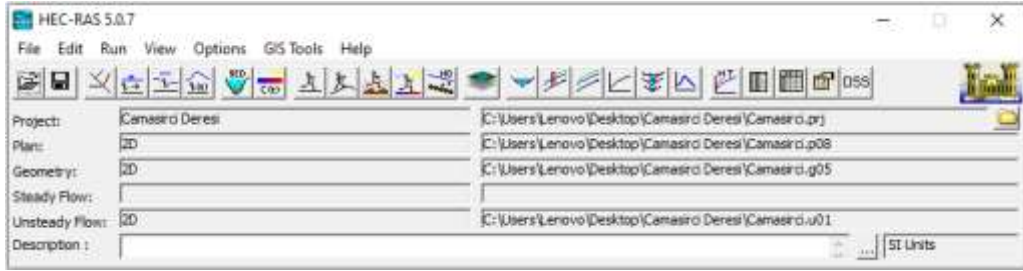 HEC-RAS 5.0.7
File Edit Run View Options GIS Tools Help
DSS
Project: Camasirci Deresi C:\Users\Lenovo\Desktop\Camasirci Deresi\Camasirci.prj
Plan: 2D C:\Users\Lenovo\Desktop\Camasirci Deresi\Camasirci.p08
Geometry: 2D C:\Users\Lenovo\Desktop\Camasirci Deresi\Camasirci.g05
Steady Flow:
Unsteady Flow: 2D C:\Users\Lenovo\Desktop\Camasirci Deresi\Camasirci.u01
Description : ... SI Units